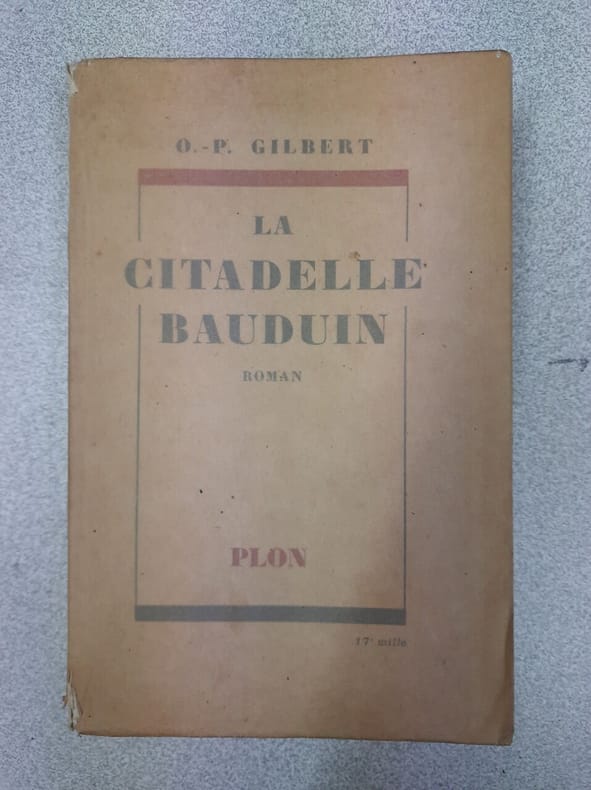 O.-P. GILBERT
LA
CITADELLE
BAUDUIN
ROMAN
PLON
17e mille